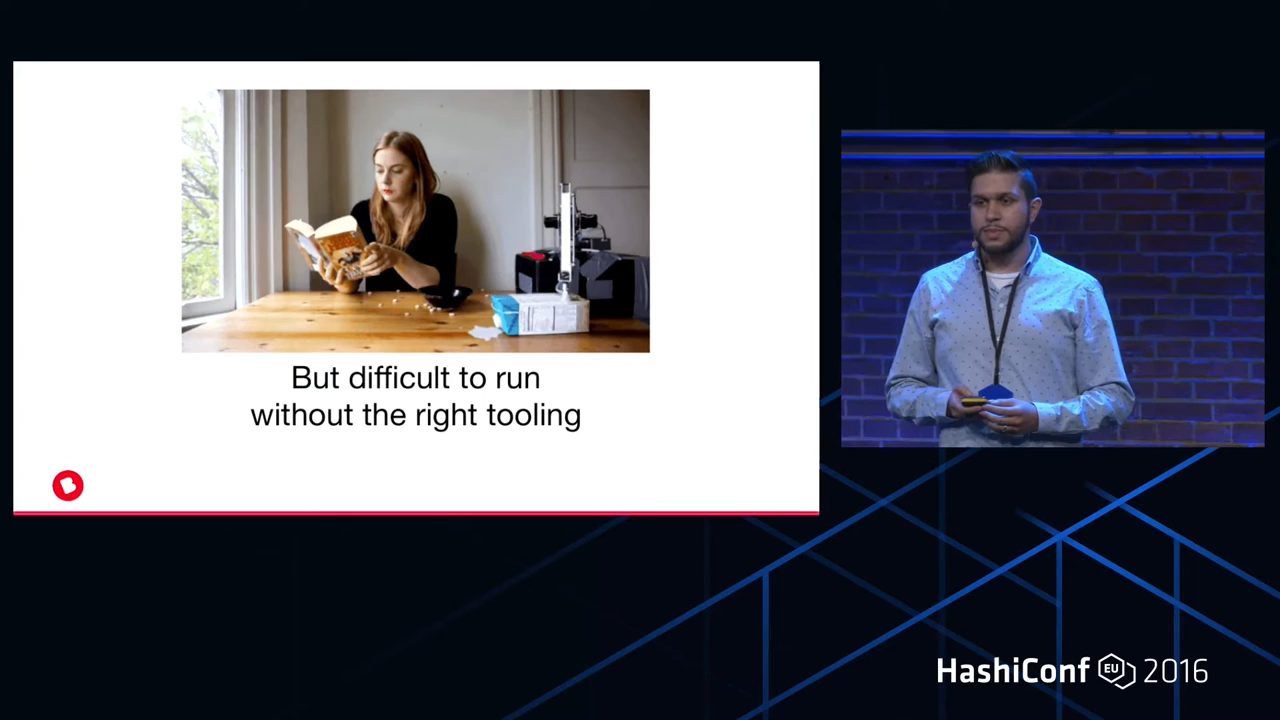 But difficult to run
without the right tooling
HashiConf EU 2016